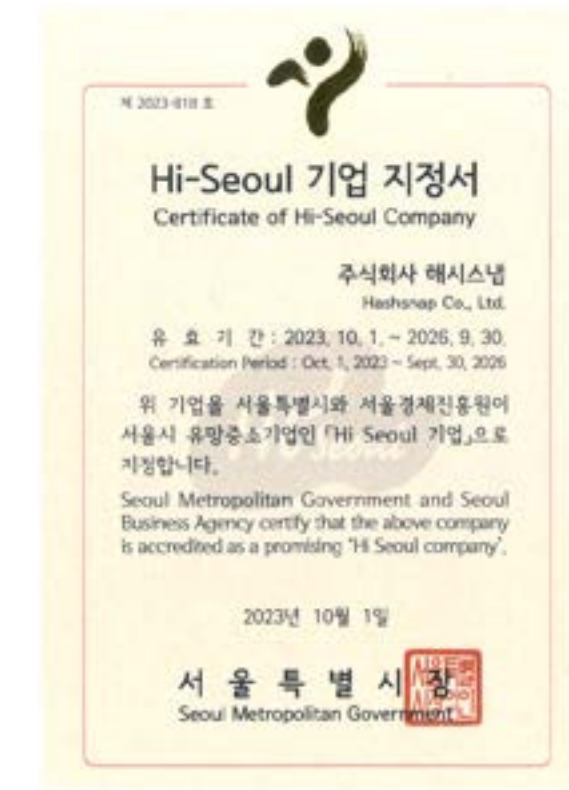 제 2023-818 호
Hi-Seoul 기업 지정서
Certificate of Hi-Seoul Company
주식회사 해시스냅
Hashsnap Co., Ltd.
유 효 기 간 : 2023. 10. 1. ~ 2026. 9. 30.
Certification Period : Oct. 1, 2023 ~ Sept. 30, 2026
위 기업을 서울특별시와 서울경제진흥원이
서울시 유망중소기업인 「Hi Seoul 기업」으로
지정합니다.
Seoul Metropolitan Government and Seoul
Business Agency certify that the above company
is accredited as a promising 'Hi Seoul company'.
2023년 10월 1일
서 울 특 별 시 장
Seoul Metropolitan Government